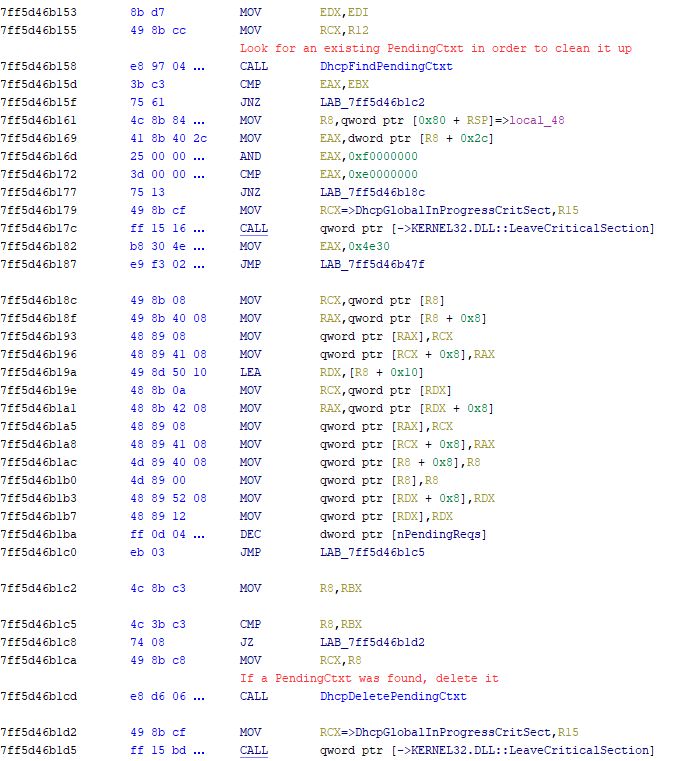 7ff5d46b153 8b d7 MOV EDX,EDI
7ff5d46b155 49 8b cc MOV RCX,R12
Look for an existing PendingCtxt in order to clean it up
7ff5d46b158 e8 97 04 ... CALL DhcpFindPendingCtxt
7ff5d46b15d 3b c3 CMP EAX,EBX
7ff5d46b15f 75 61 JNZ LAB_7ff5d46b1c2
7ff5d46b161 4c 8b 84 ... MOV R8,qword ptr [0x80 + RSP]=>local_48
7ff5d46b169 41 8b 40 2c MOV EAX,dword ptr [R8 + 0x2c]
7ff5d46b16d 25 00 00 ... AND EAX,0xf0000000
7ff5d46b172 3d 00 00 ... CMP EAX,0xe0000000
7ff5d46b177 75 13 JNZ LAB_7ff5d46b18c
7ff5d46b179 49 8b cf MOV RCX=>DhcpGlobalInProgressCritSect,R15
7ff5d46b17c ff 15 16 ... CALL qword ptr [->KERNEL32.DLL::LeaveCriticalSection]
7ff5d46b182 b8 30 4e ... MOV EAX,0x4e30
7ff5d46b187 e9 f3 02 ... JMP LAB_7ff5d46b47f
7ff5d46b18c 49 8b 08 MOV RCX,qword ptr [R8]
7ff5d46b18f 49 8b 40 08 MOV RAX,qword ptr [R8 + 0x8]
7ff5d46b193 48 89 08 MOV qword ptr [RAX],RCX
7ff5d46b196 48 89 41 08 MOV qword ptr [RCX + 0x8],RAX
7ff5d46b19a 49 8d 50 10 LEA RDX,[R8 + 0x10]
7ff5d46b19e 48 8b 0a MOV RCX,qword ptr [RDX]
7ff5d46b1a1 48 8b 42 08 MOV RAX,qword ptr [RDX + 0x8]
7ff5d46b1a5 48 89 08 MOV qword ptr [RAX],RCX
7ff5d46b1a8 48 89 41 08 MOV qword ptr [RCX + 0x8],RAX
7ff5d46b1ac 4d 89 40 08 MOV qword ptr [R8 + 0x8],R8
7ff5d46b1b0 4d 89 00 MOV qword ptr [R8],R8
7ff5d46b1b3 48 89 52 08 MOV qword ptr [RDX + 0x8],RDX
7ff5d46b1b7 48 89 12 MOV qword ptr [RDX],RDX
7ff5d46b1ba ff 0d 04 ... DEC dword ptr [nPendingReqs]
7ff5d46b1c0 eb 03 JMP LAB_7ff5d46b1c5
7ff5d46b1c2 4c 8b c3 MOV R8,RBX
7ff5d46b1c5 4c 3b c3 CMP R8,RBX
7ff5d46b1c8 74 08 JZ LAB_7ff5d46b1d2
7ff5d46b1ca 49 8b c8 MOV RCX,R8
If a PendingCtxt was found, delete it
7ff5d46b1cd e8 d6 06 ... CALL DhcpDeletePendingCtxt
7ff5d46b1d2 49 8b cf MOV RCX=>DhcpGlobalInProgressCritSect,R15
7ff5d46b1d5 ff 15 bd ... CALL qword ptr [->KERNEL32.DLL::LeaveCriticalSection]